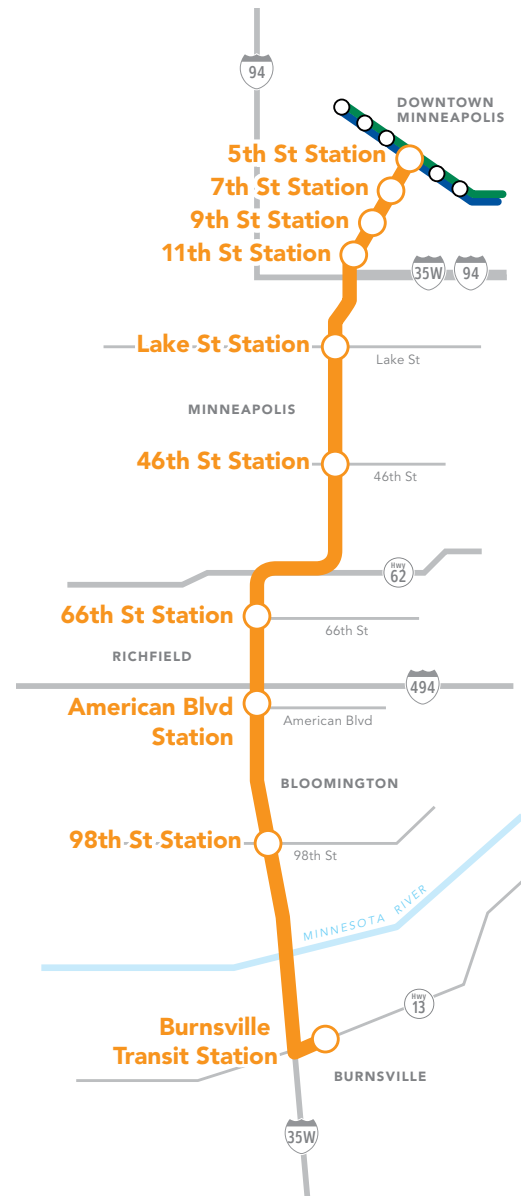 94
DOWNTOWN
MINNEAPOLIS
5th St Station
7th St Station
9th St Station
11th St Station
35W
94
Lake St Station
Lake St
MINNEAPOLIS
46th St Station
46th St
Hwy
62
66th St Station
66th St
RICHFIELD
494
American Blvd
Station
American Blvd
BLOOMINGTON
98th St Station
98th St
MINNESOTA RIVER
Hwy
13
Burnsville
Transit Station
BURNSVILLE
35W